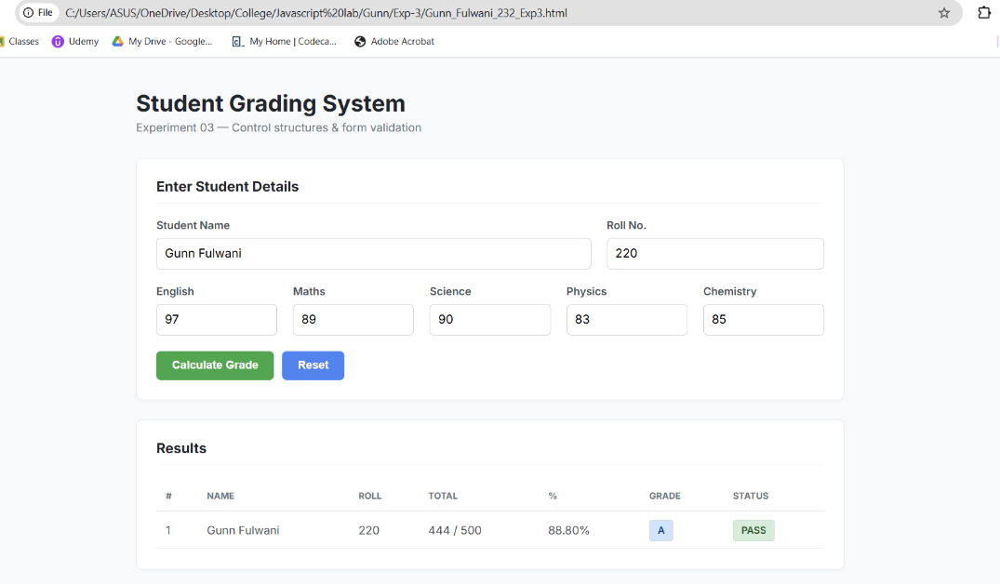 File C:/Users/ASUS/OneDrive/Desktop/College/Javascript%20lab/Gunn/Exp-3/Gunn_Fulwani_232_Exp3.html
Classes Udemy My Drive - Google... My Home | Codeca... Adobe Acrobat
Student Grading System
Experiment 03 — Control structures & form validation
Enter Student Details
Student Name Roll No.
Gunn Fulwani 220
English Maths Science Physics Chemistry
97 89 90 83 85
Calculate Grade Reset
Results
# NAME ROLL TOTAL % GRADE STATUS
1 Gunn Fulwani 220 444 / 500 88.80% A PASS